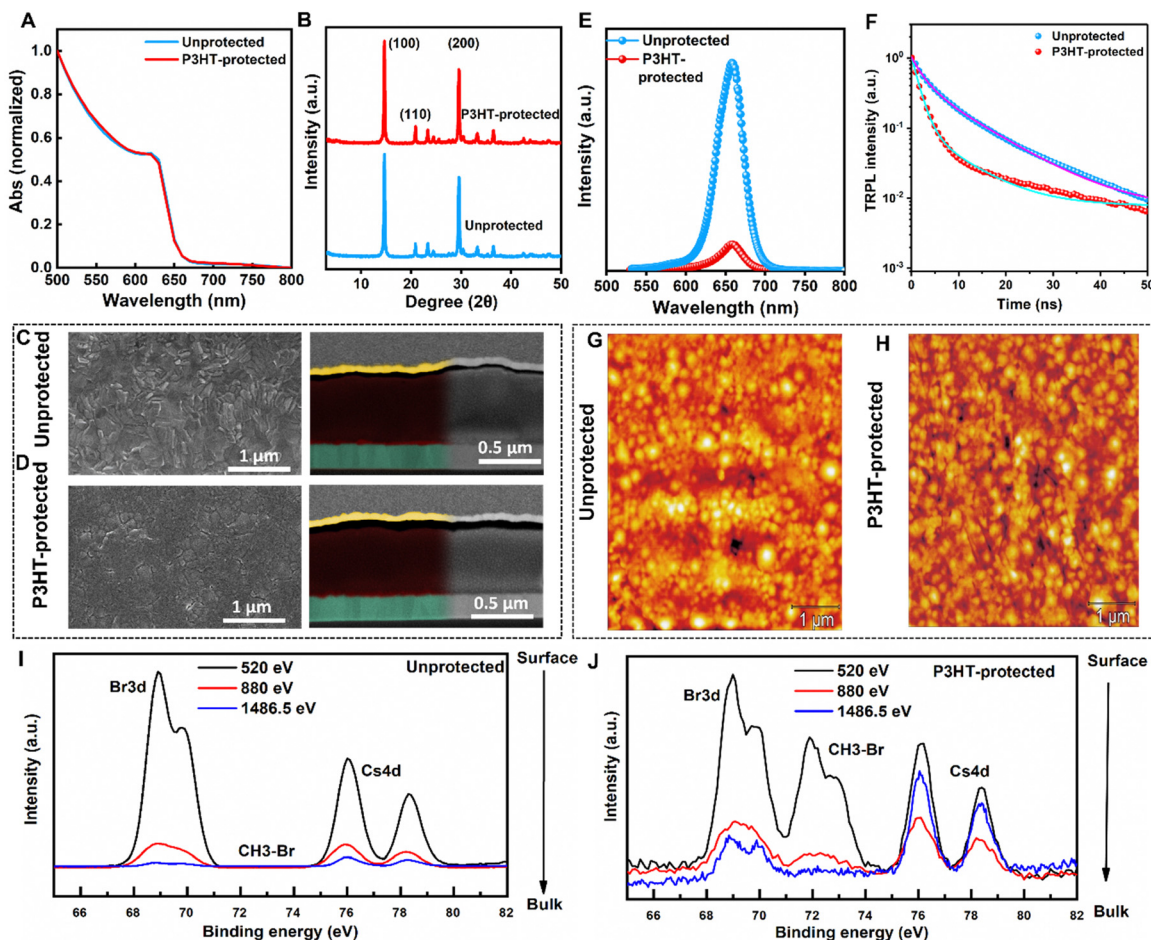 A
Unprotected
P3HT-protected
Abs (normalized)
1.0
0.8
0.6
0.4
0.2
0.0
500 550 600 650 700 750 800
Wavelength (nm)
B
(100)
(200)
(110)
P3HT-protected
Unprotected
Intensity (a.u.)
10 20 30 40 50
Degree (2θ)
E
Unprotected
P3HT-
protected
Intensity (a.u.)
500 550 600 650 700 750 800
Wavelength (nm)
F
Unprotected
P3HT-protected
TRPL intensity (a.u.)
10⁰
10⁻¹
10⁻²
10⁻³
0 10 20 30 40 50
Time (ns)
C
Unprotected
1 μm
0.5 μm
D
P3HT-protected
1 μm
0.5 μm
G
Unprotected
1 μm
H
P3HT-protected
1 μm
I
520 eV
880 eV
1486.5 eV
Unprotected
Br3d
CH3-Br
Cs4d
Intensity (a.u.)
66 68 70 72 74 76 78 80 82
Binding energy (eV)
Surface
Bulk
J
520 eV
880 eV
1486.5 eV
P3HT-protected
Br3d
CH3-Br
Cs4d
Intensity (a.u.)
66 68 70 72 74 76 78 80 82
Binding energy (eV)
Surface
Bulk